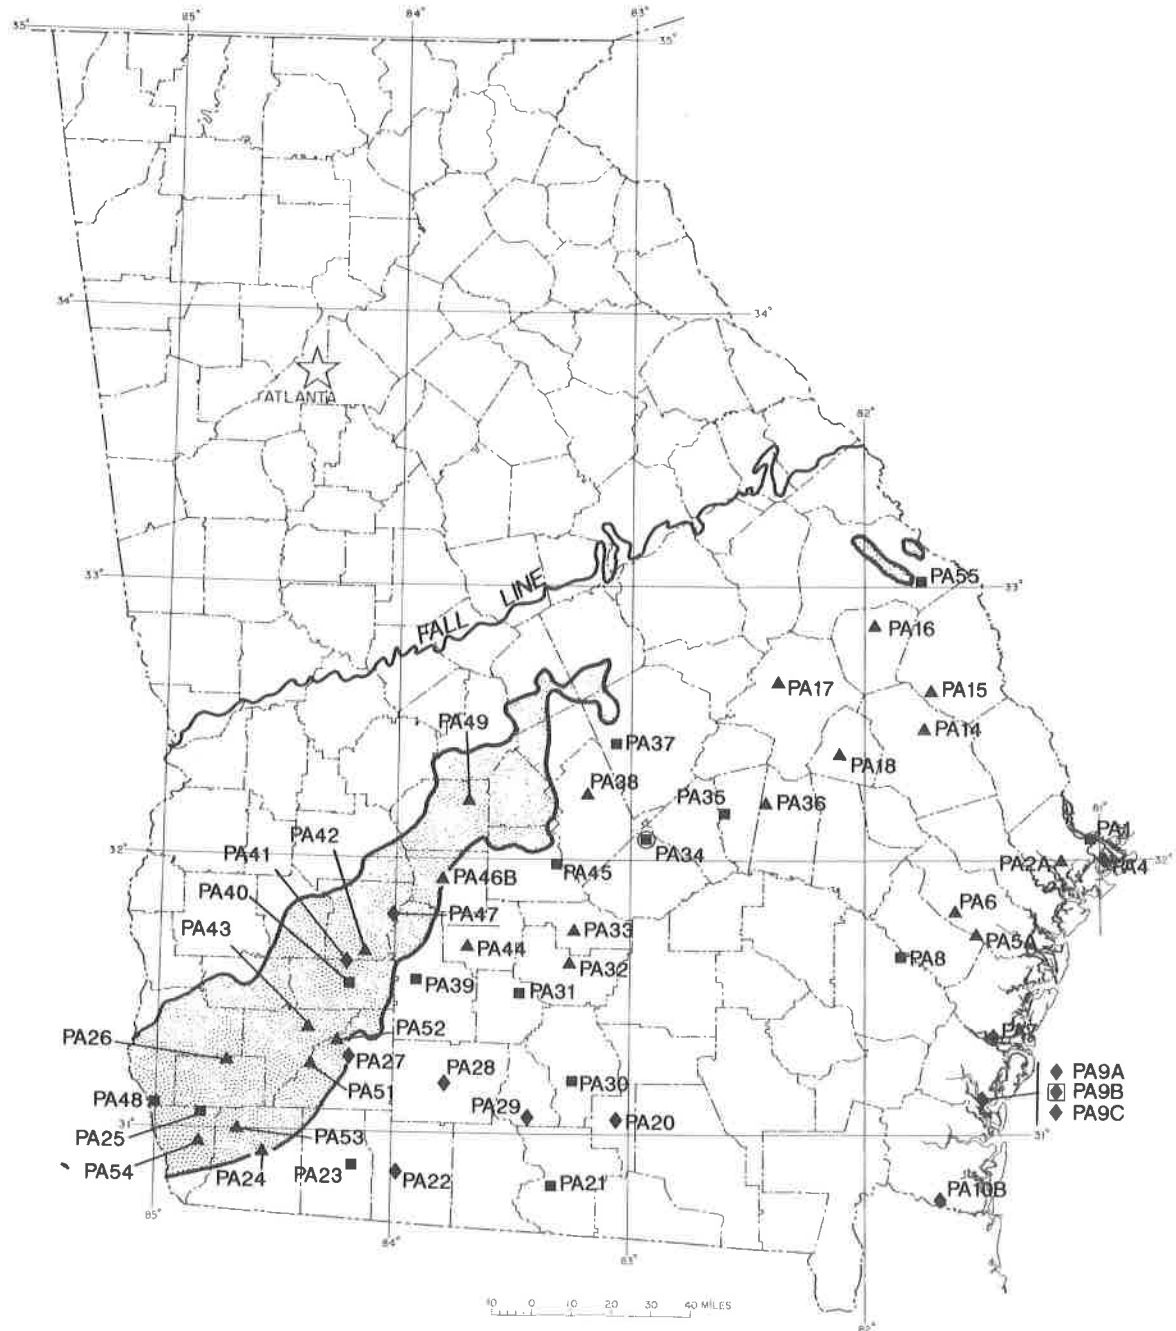 85°
84°
83°
35°
35°
34°
34°
ATLANTA
82°
FALL LINE
33°
33°
PA55
PA16
PA17
PA15
PA49
PA14
PA37
PA18
PA38
PA42
PA35
PA36
81°
PA1
PA41
32°
PA34
PA2A
32°
PA4
PA46B
PA45
PA40
PA47
PA6
PA43
PA33
PA5A
PA44
PA8
PA32
PA39
PA31
PA7
PA26
PA52
PA27
PA28
PA9A
PA51
PA30
PA9B
PA48
PA29
PA9C
PA20
PA25
31°
31°
PA53
PA54
PA24
PA23
PA22
PA21
PA10B
85°
84°
83°
10 0 10 20 30 40 MILES
82°